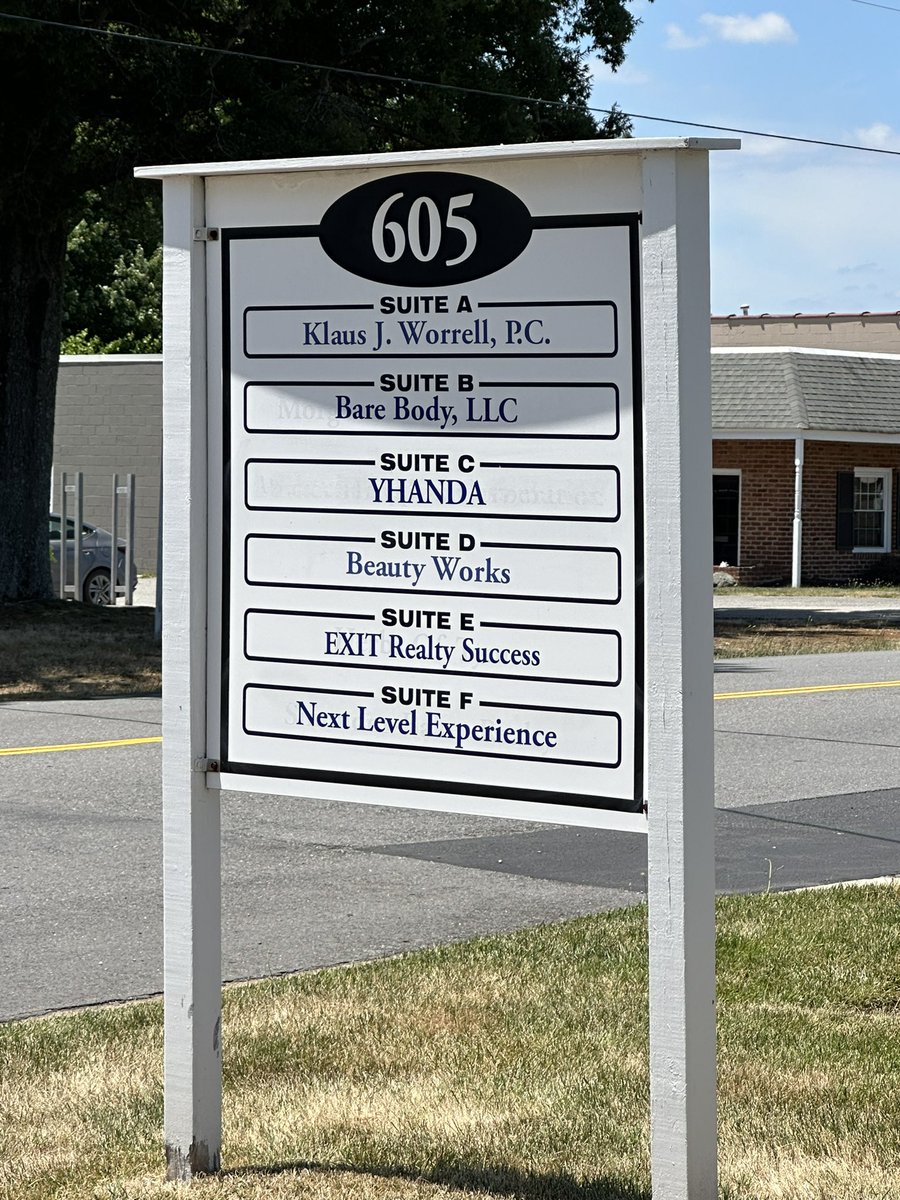 605
SUITE A
Klaus J. Worrell, P.C.
SUITE B
Bare Body, LLC
SUITE C
YHANDA
SUITE D
Beauty Works
SUITE E
EXIT Realty Success
SUITE F
Next Level Experience